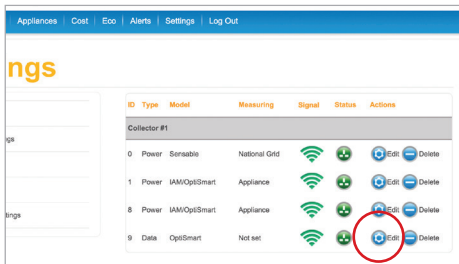 Appliances | Cost | Eco | Alerts | Settings | Log Out
ngs
gs
tings
ID Type Model Measuring Signal Status Actions
Collector #1
0 Power Sensable National Grid Edit Delete
1 Power IAM/OptiSmart Appliance Edit Delete
8 Power IAM/OptiSmart Appliance Edit Delete
9 Data OptiSmart Not set Edit Delete